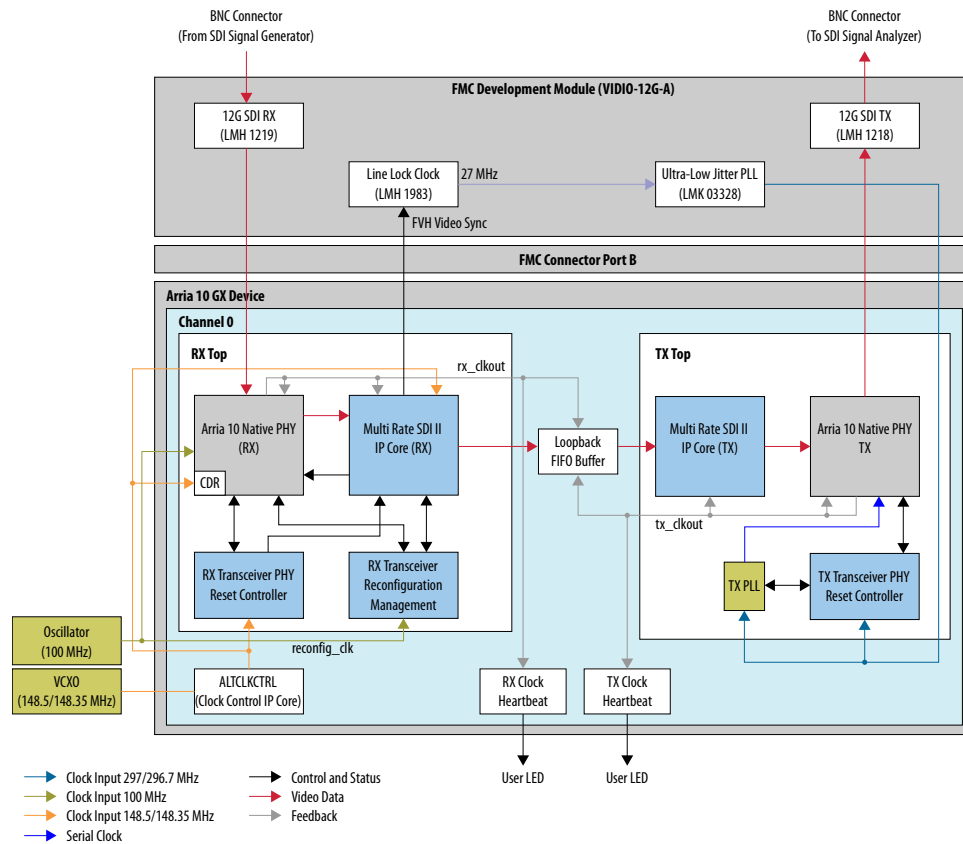 BNC Connector
(From SDI Signal Generator)
BNC Connector
(To SDI Signal Analyzer)
FMC Development Module (VIDIO-12G-A)
12G SDI RX
(LMH 1219)
12G SDI TX
(LMH 1218)
Line Lock Clock
(LMH 1983)
27 MHz
Ultra-Low Jitter PLL
(LMK 03328)
FVH Video Sync
FMC Connector Port B
Arria 10 GX Device
Channel 0
RX Top
TX Top
rx_clkout
Arria 10 Native PHY
(RX)
CDR
Multi Rate SDI II
IP Core (RX)
Loopback
FIFO Buffer
Multi Rate SDI II
IP Core (TX)
Arria 10 Native PHY
TX
tx_clkout
RX Transceiver PHY
Reset Controller
RX Transceiver
Reconfiguration
Management
TX PLL
TX Transceiver PHY
Reset Controller
Oscillator
(100 MHz)
reconfig_clk
VCXO
(148.5/148.35 MHz)
ALTCLKCTRL
(Clock Control IP Core)
RX Clock
Heartbeat
TX Clock
Heartbeat
User LED
User LED
Clock Input 297/296.7 MHz
Clock Input 100 MHz
Clock Input 148.5/148.35 MHz
Serial Clock
Control and Status
Video Data
Feedback